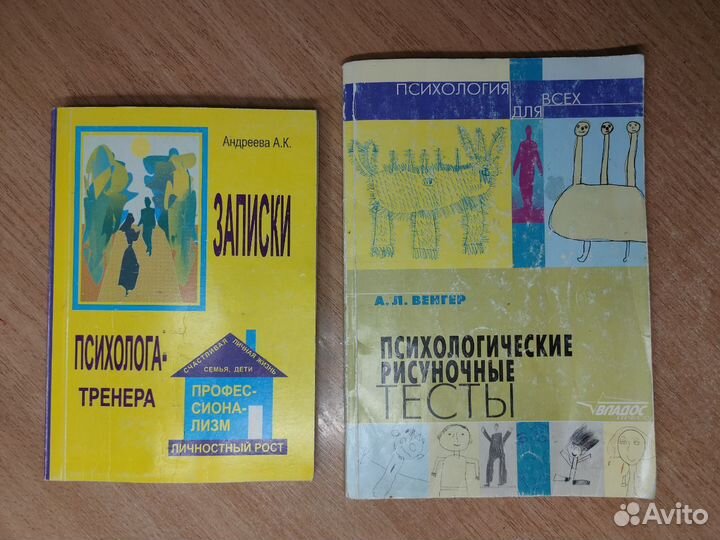 Андреева А.К.
ЗАПИСКИ
ПСИХОЛОГА-
ТРЕНЕРА
СЧАСТЛИВАЯ ЛИЧНАЯ ЖИЗНЬ
СЕМЬЯ, ДЕТИ
ПРОФЕС-
СИОНА-
ЛИЗМ
ЛИЧНОСТНЫЙ РОСТ
ПСИХОЛОГИЯ
ДЛЯ
ВСЕХ
А. Л. ВЕНГЕР
ПСИХОЛОГИЧЕСКИЕ
РИСУНОЧНЫЕ
ТЕСТЫ
ВЛАДОС
Avito